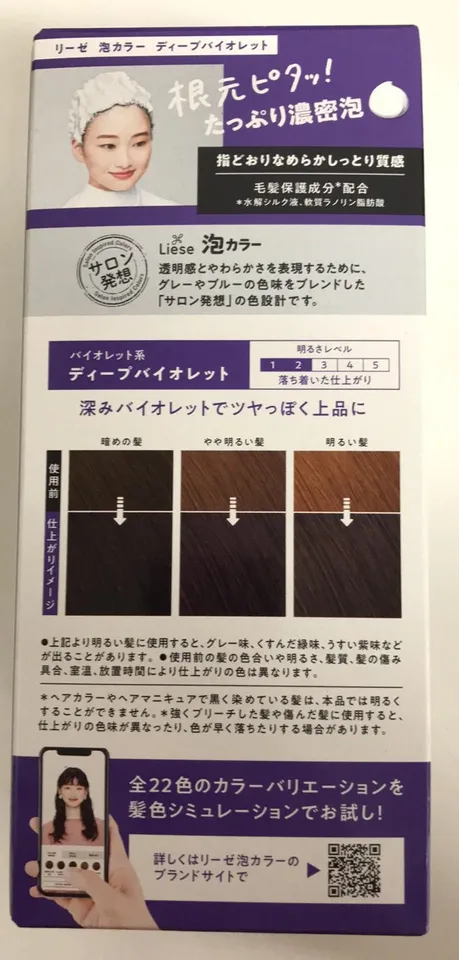 リーゼ 泡カラー ディープバイオレット
根元ピタッ!
たっぷり濃密泡
指どおりなめらかしっとり質感
毛髪保護成分*配合
*水解シルク液、軟質ラノリン脂肪酸
Salon Inspired Colors
サロン
発想
Salon Inspired Colors
Liese 泡カラー
透明感とやわらかさを表現するために、
グレーやブルーの色味をブレンドした
「サロン発想」の色設計です。
バイオレット系
ディープバイオレット
明るさレベル
1 2 3 4 5
落ち着いた仕上がり
深みバイオレットでツヤっぽく上品に
暗めの髪 やや明るい髪 明るい髪
使用前
仕上がりイメージ
●上記より明るい髪に使用すると、グレー味、くすんだ緑味、うすい紫味など
が出ることがあります。●使用前の髪の色合いや明るさ、髪質、髪の傷み
具合、室温、放置時間により仕上がりの色は異なります。
*ヘアカラーやヘアマニキュアで黒く染めている髪は、本品では明るく
することができません。*強くブリーチした髪や傷んだ髪に使用すると、
仕上がりの色味が異なったり、色が早く落ちたりする場合があります。
全22色のカラーバリエーションを
髪色シミュレーションでお試し!
詳しくはリーゼ泡カラーの
ブランドサイトで